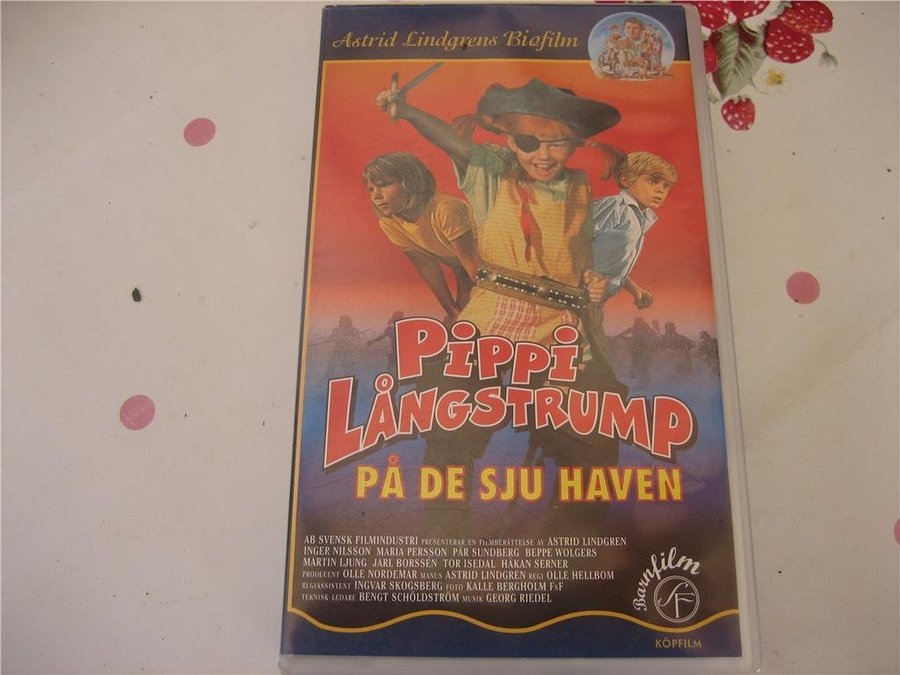 Astrid Lindgrens Biofilm
PIPPI
LÅNGSTRUMP
PÅ DE SJU HAVEN
AB SVENSK FILMINDUSTRI PRESENTERAR EN FILMBERÄTTELSE AV ASTRID LINDGREN
INGER NILSSON MARIA PERSSON PÄR SUNDBERG BEPPE WOLGERS
MARTIN LJUNG JARL BORSSEN TOR ISEDAL HÅKAN SERNER
PRODUCENT OLLE NORDEMAR MANUS ASTRID LINDGREN REGI OLLE HELLBOM
REGIASSISTENT INGVAR SKOGSBERG FOTO KALLE BERGHOLM FSF
TEKNISK LEDARE BENGT SCHÖLDSTRÖM MUSIK GEORG RIEDEL
Barnfilm
SF
KÖPFILM